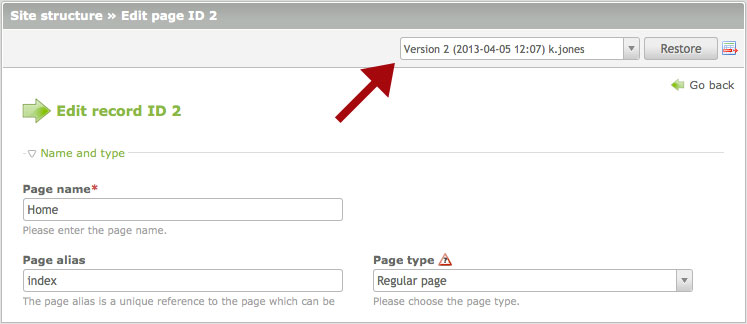 Site structure » Edit page ID 2
Version 2 (2013-04-05 12:07) k.jones
Restore
Go back
Edit record ID 2
Name and type
Page name*
Home
Please enter the page name.
Page alias
Page type
index
Regular page
The page alias is a unique reference to the page which can be
Please choose the page type.